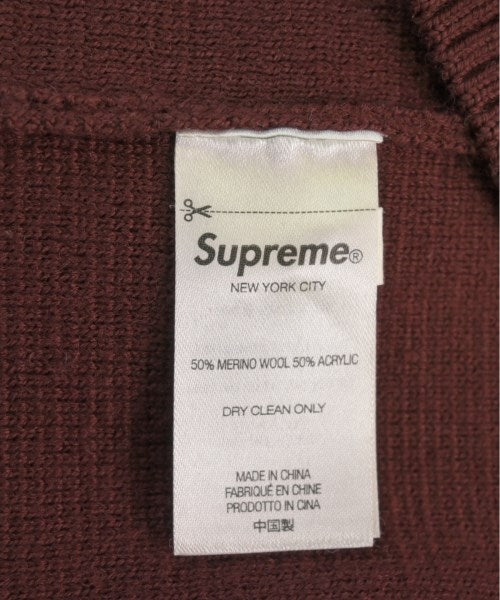 Supreme®
NEW YORK CITY
50% MERINO WOOL 50% ACRYLIC
DRY CLEAN ONLY
MADE IN CHINA
FABRIQUÉ EN CHINE
PRODOTTO IN CINA
中国製